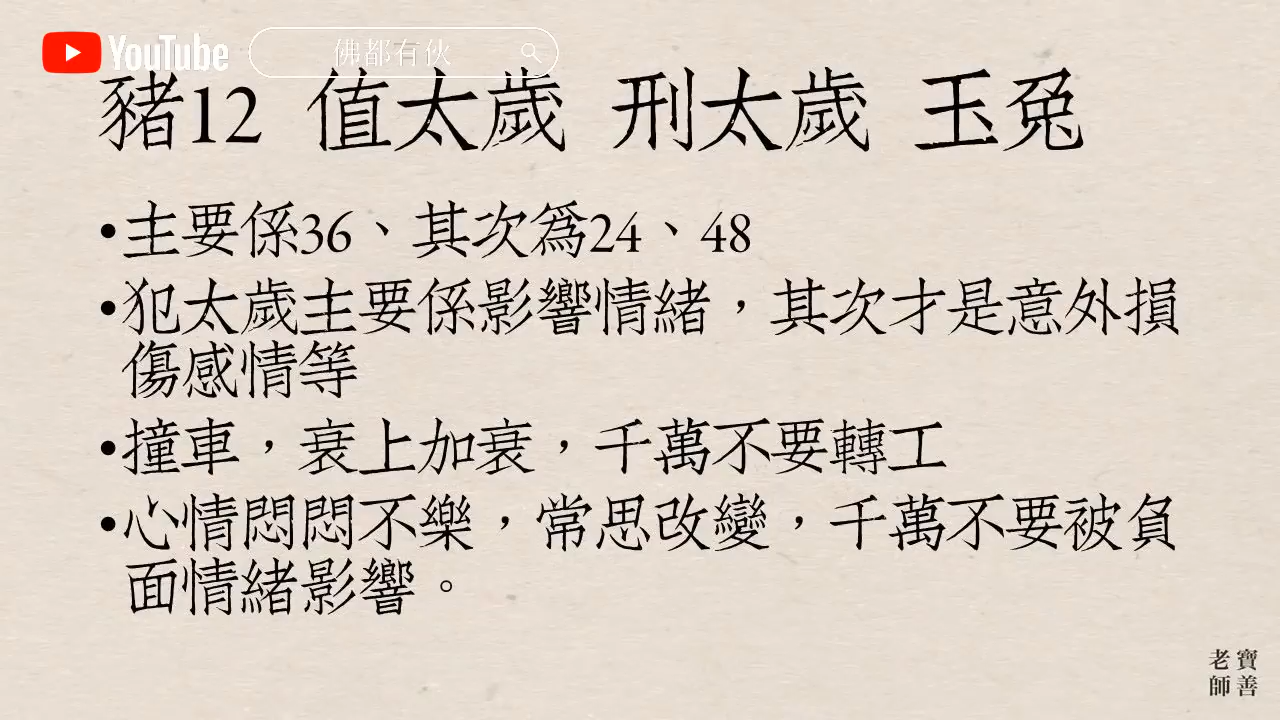 YouTube 佛都有伙
豬12 值太歲 刑太歲 玉兔
•主要係36、其次為24、48
•犯太歲主要係影響情緒，其次才是意外損
傷感情等
•撞車，衰上加衰，千萬不要轉工
•心情悶悶不樂，常思改變，千萬不要被負
面情緒影響。
老寶
師善